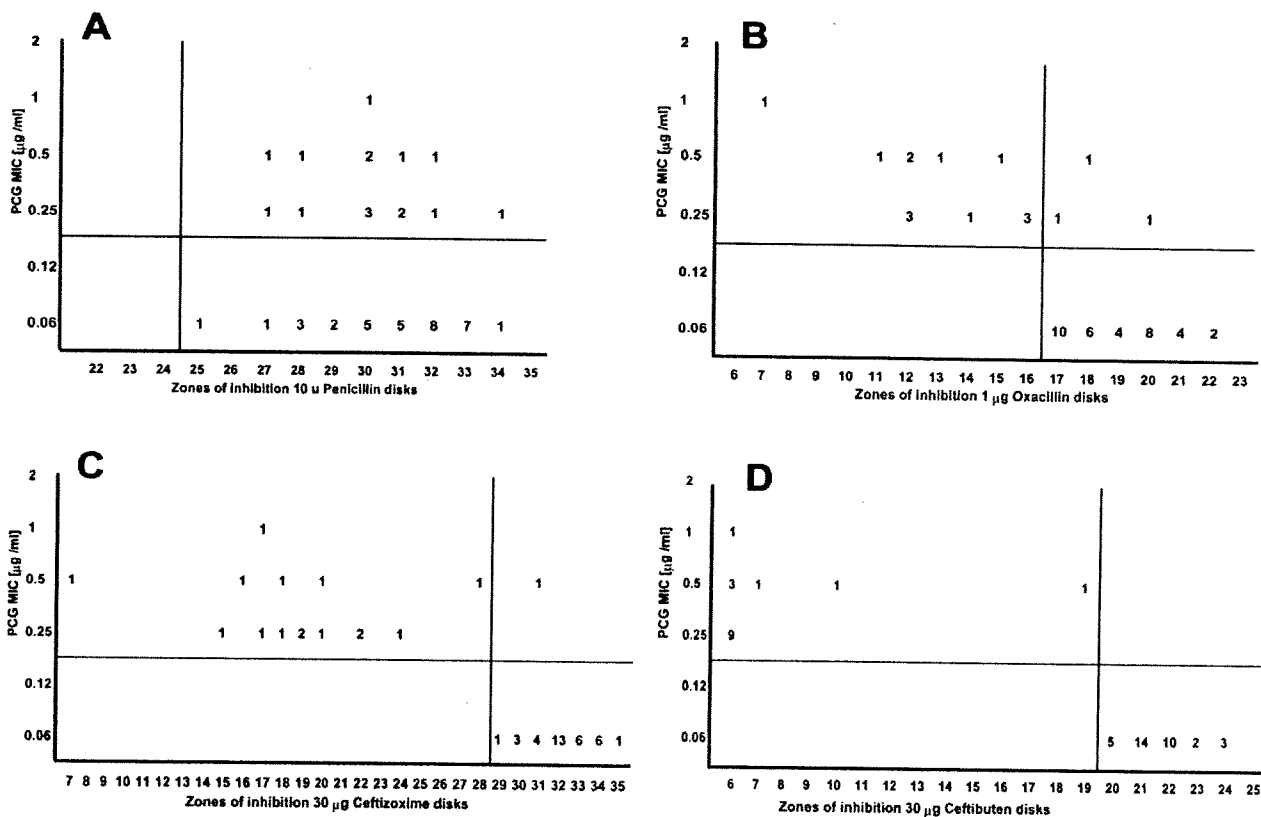 A
2
1
1
0.5
1 1 2 1 1
0.25
1 1 3 2 1 1
0.12
0.06
1 1 3 2 5 5 8 7 1
PCG MIC [µg /ml]
22 23 24 25 26 27 28 29 30 31 32 33 34 35
Zones of inhibition 10 u Penicillin disks
B
2
1
1
0.5
1 2 1 1 1
0.25
3 1 3 1 1
0.12
0.06
10 6 4 8 4 2
PCG MIC [µg /ml]
6 7 8 9 10 11 12 13 14 15 16 17 18 19 20 21 22 23
Zones of inhibition 1 µg Oxacillin disks
C
2
1
1
0.5
1 1 1 1 1 1
0.25
1 1 1 2 1 2 1
0.12
0.06
1 3 4 13 6 6 1
PCG MIC [µg /ml]
7 8 9 10 11 12 13 14 15 16 17 18 19 20 21 22 23 24 25 26 27 28 29 30 31 32 33 34 35
Zones of inhibition 30 µg Ceftizoxime disks
D
2
1
1
0.5
3 1 1 1
0.25
9
0.12
0.06
5 14 10 2 3
PCG MIC [µg /ml]
6 7 8 9 10 11 12 13 14 15 16 17 18 19 20 21 22 23 24 25
Zones of inhibition 30 µg Ceftibuten disks